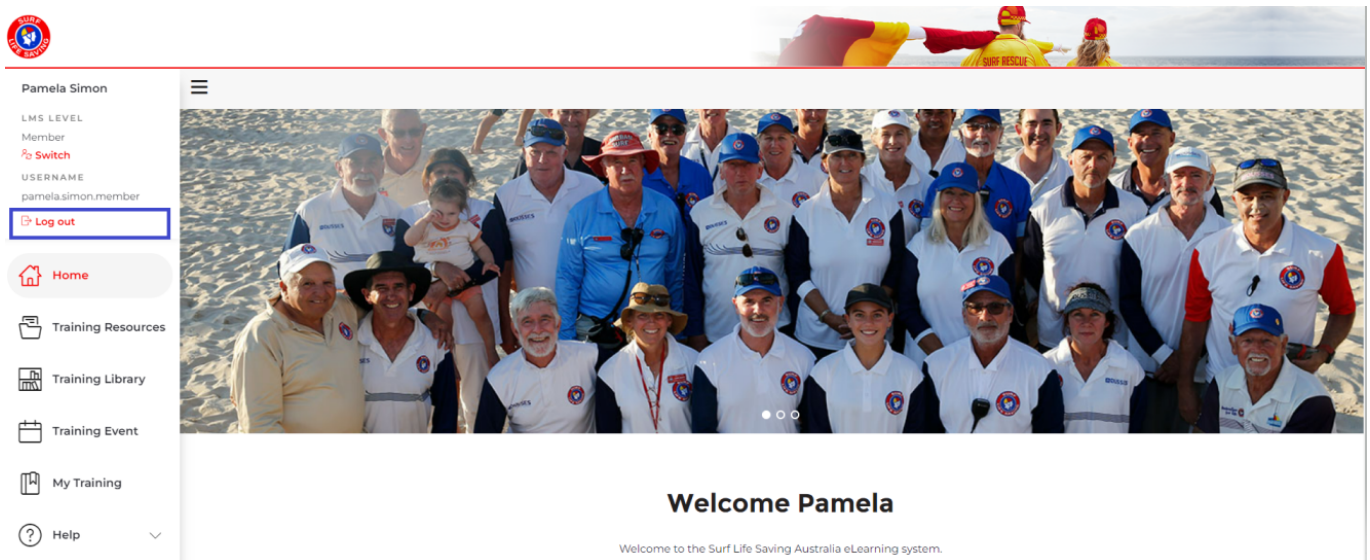 SURF
LIFE SAVING
SURF RESCUE
Pamela Simon
LMS LEVEL
Member
Switch
USERNAME
pamela.simon.member
Log out
Home
Training Resources
Training Library
Training Event
My Training
Help
Welcome Pamela
Welcome to the Surf Life Saving Australia eLearning system.